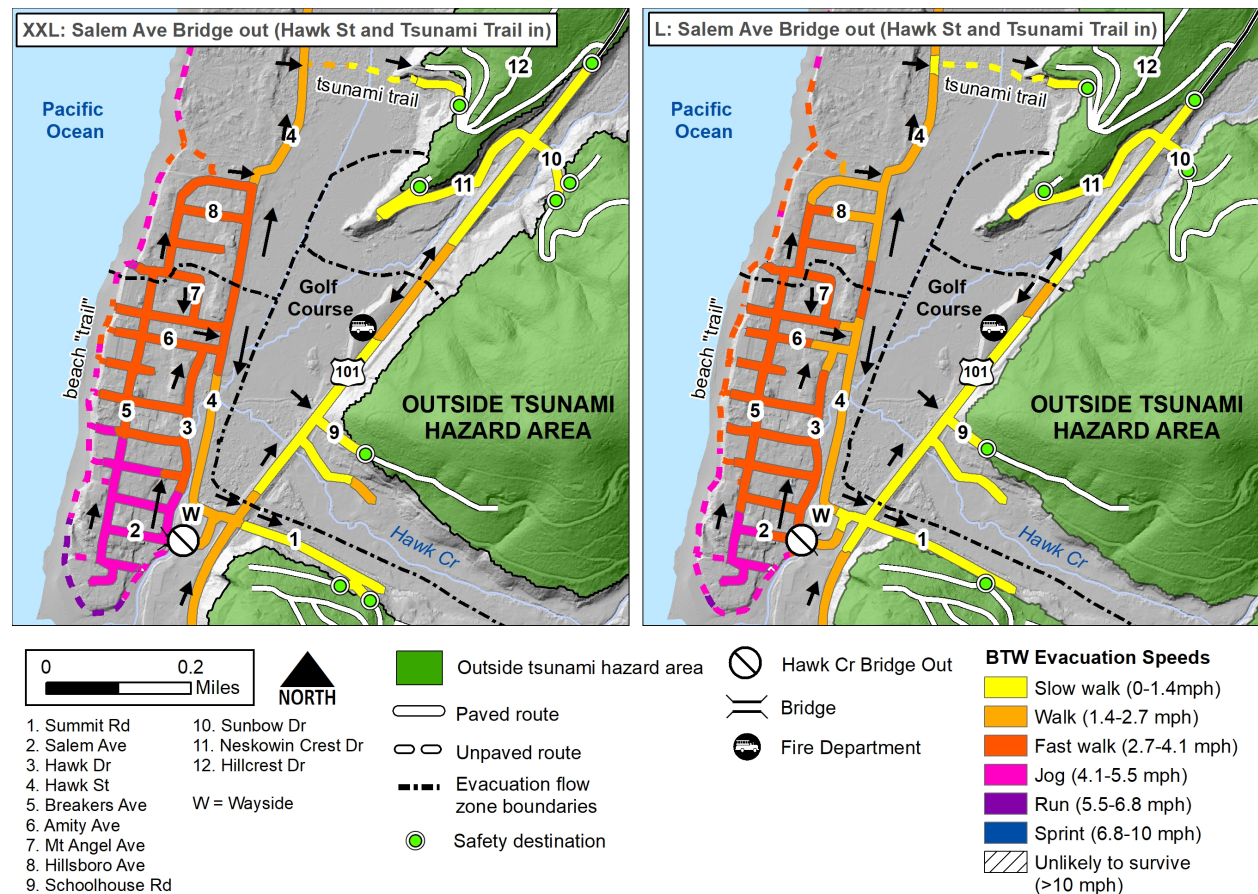 XXL: Salem Ave Bridge out (Hawk St and Tsunami Trail in)
12
tsunami trail
Pacific
Ocean
4
10
11
8
7
Golf
Course
beach "trail"
6
101
4
OUTSIDE TSUNAMI
HAZARD AREA
5
3
9
W
2
1
Hawk Cr
L: Salem Ave Bridge out (Hawk St and Tsunami Trail in)
12
tsunami trail
Pacific
Ocean
4
10
11
8
7
Golf
Course
beach "trail"
6
101
4
OUTSIDE TSUNAMI
HAZARD AREA
5
3
9
W
2
1
Hawk Cr
0 0.2
Miles
NORTH
1. Summit Rd
2. Salem Ave
3. Hawk Dr
4. Hawk St
5. Breakers Ave
6. Amity Ave
7. Mt Angel Ave
8. Hillsboro Ave
9. Schoolhouse Rd
10. Sunbow Dr
11. Neskowin Crest Dr
12. Hillcrest Dr
W = Wayside
Outside tsunami hazard area
Paved route
Unpaved route
Evacuation flow
zone boundaries
Safety destination
Hawk Cr Bridge Out
Bridge
Fire Department
BTW Evacuation Speeds
Slow walk (0-1.4mph)
Walk (1.4-2.7 mph)
Fast walk (2.7-4.1 mph)
Jog (4.1-5.5 mph)
Run (5.5-6.8 mph)
Sprint (6.8-10 mph)
Unlikely to survive
(>10 mph)